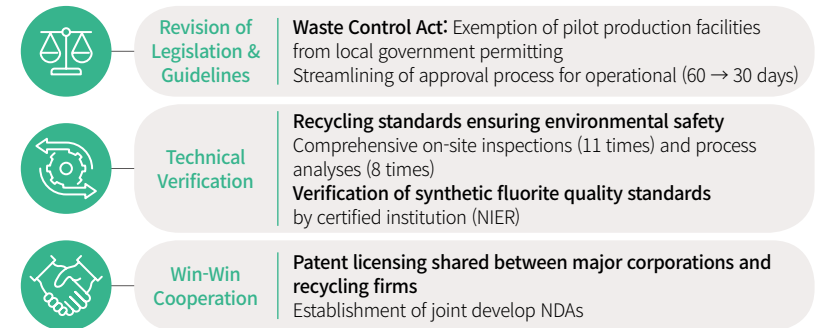 Revision of
Legislation &
Guidelines
Waste Control Act: Exemption of pilot production facilities
from local government permitting
Streamlining of approval process for operational (60 → 30 days)
Technical
Verification
Recycling standards ensuring environmental safety
Comprehensive on-site inspections (11 times) and process
analyses (8 times)
Verification of synthetic fluorite quality standards
by certified institution (NIER)
Win-Win
Cooperation
Patent licensing shared between major corporations and
recycling firms
Establishment of joint develop NDAs